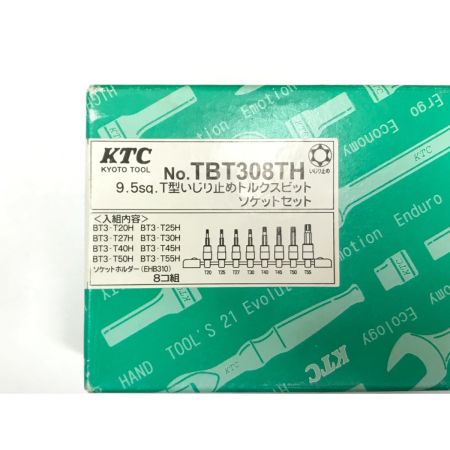 KTC
KYOTO TOOL
No.TBT308TH
いじり止め
9.5sq.T型いじり止めトルクスビット
ソケットセット
<入組内容>
BT3-T20H BT3-T25H
BT3-T27H BT3-T30H
BT3-T40H BT3-T45H
BT3-T50H BT3-T55H
ソケットホルダー(EHB310)
8コ組
T20 T25 T27 T30 T40 T45 T50 T55
Emotion Ergo
Economy
Emotion Enduro
Ecology
HAND TOOL'S 21 Evolution
KTC